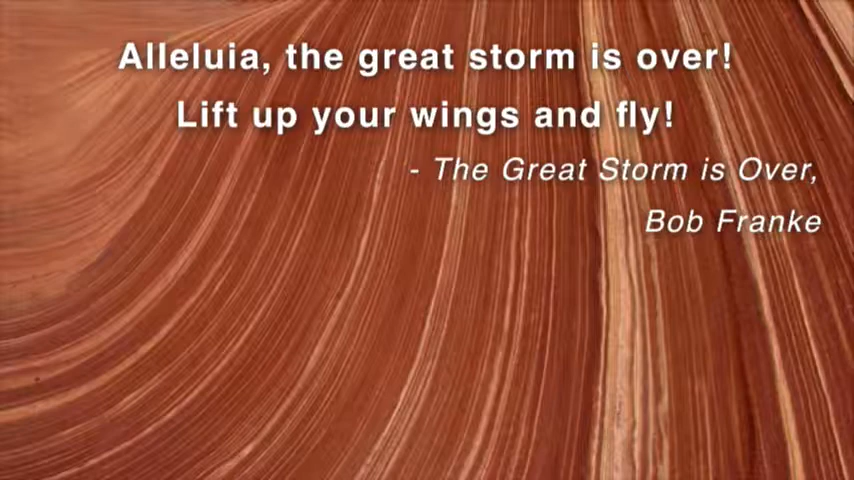 Alleluia, the great storm is over!
Lift up your wings and fly!
- The Great Storm is Over,
Bob Franke